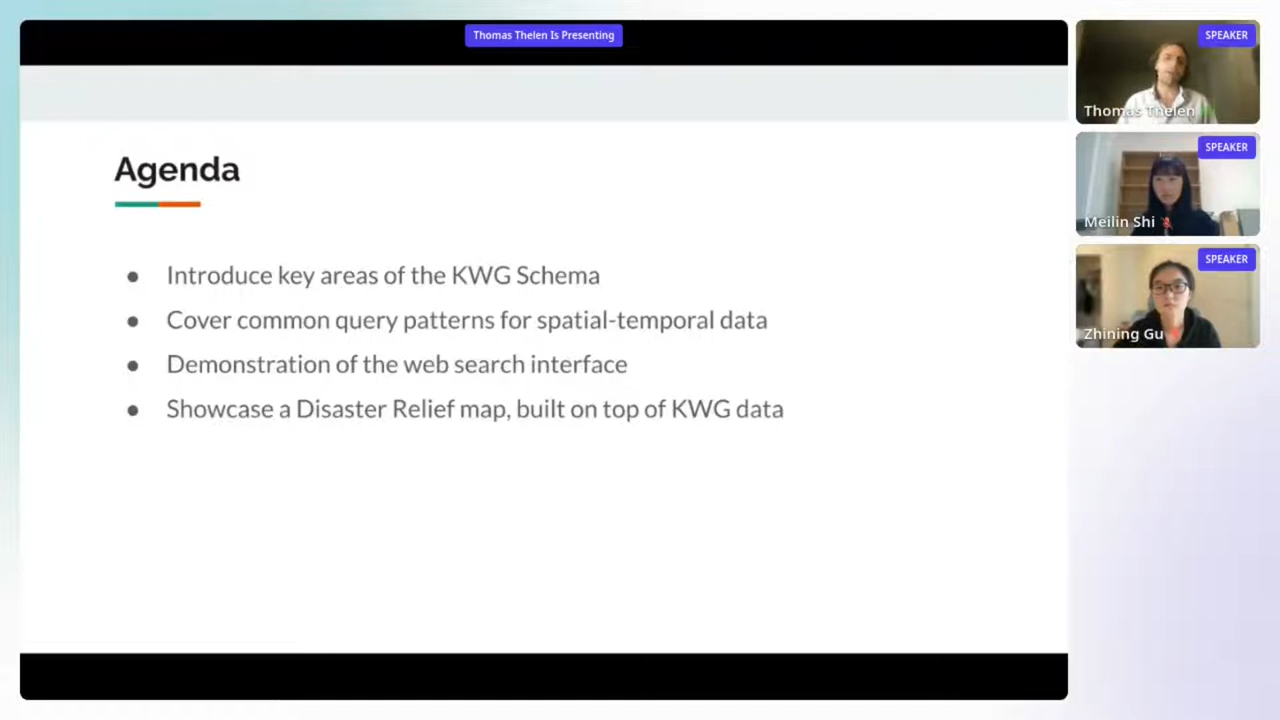 Thomas Thelen Is Presenting
Agenda
Introduce key areas of the KWG Schema
Cover common query patterns for spatial-temporal data
Demonstration of the web search interface
Showcase a Disaster Relief map, built on top of KWG data
SPEAKER
Thomas Thelen
SPEAKER
Meilin Shi
SPEAKER
Zhining Gu